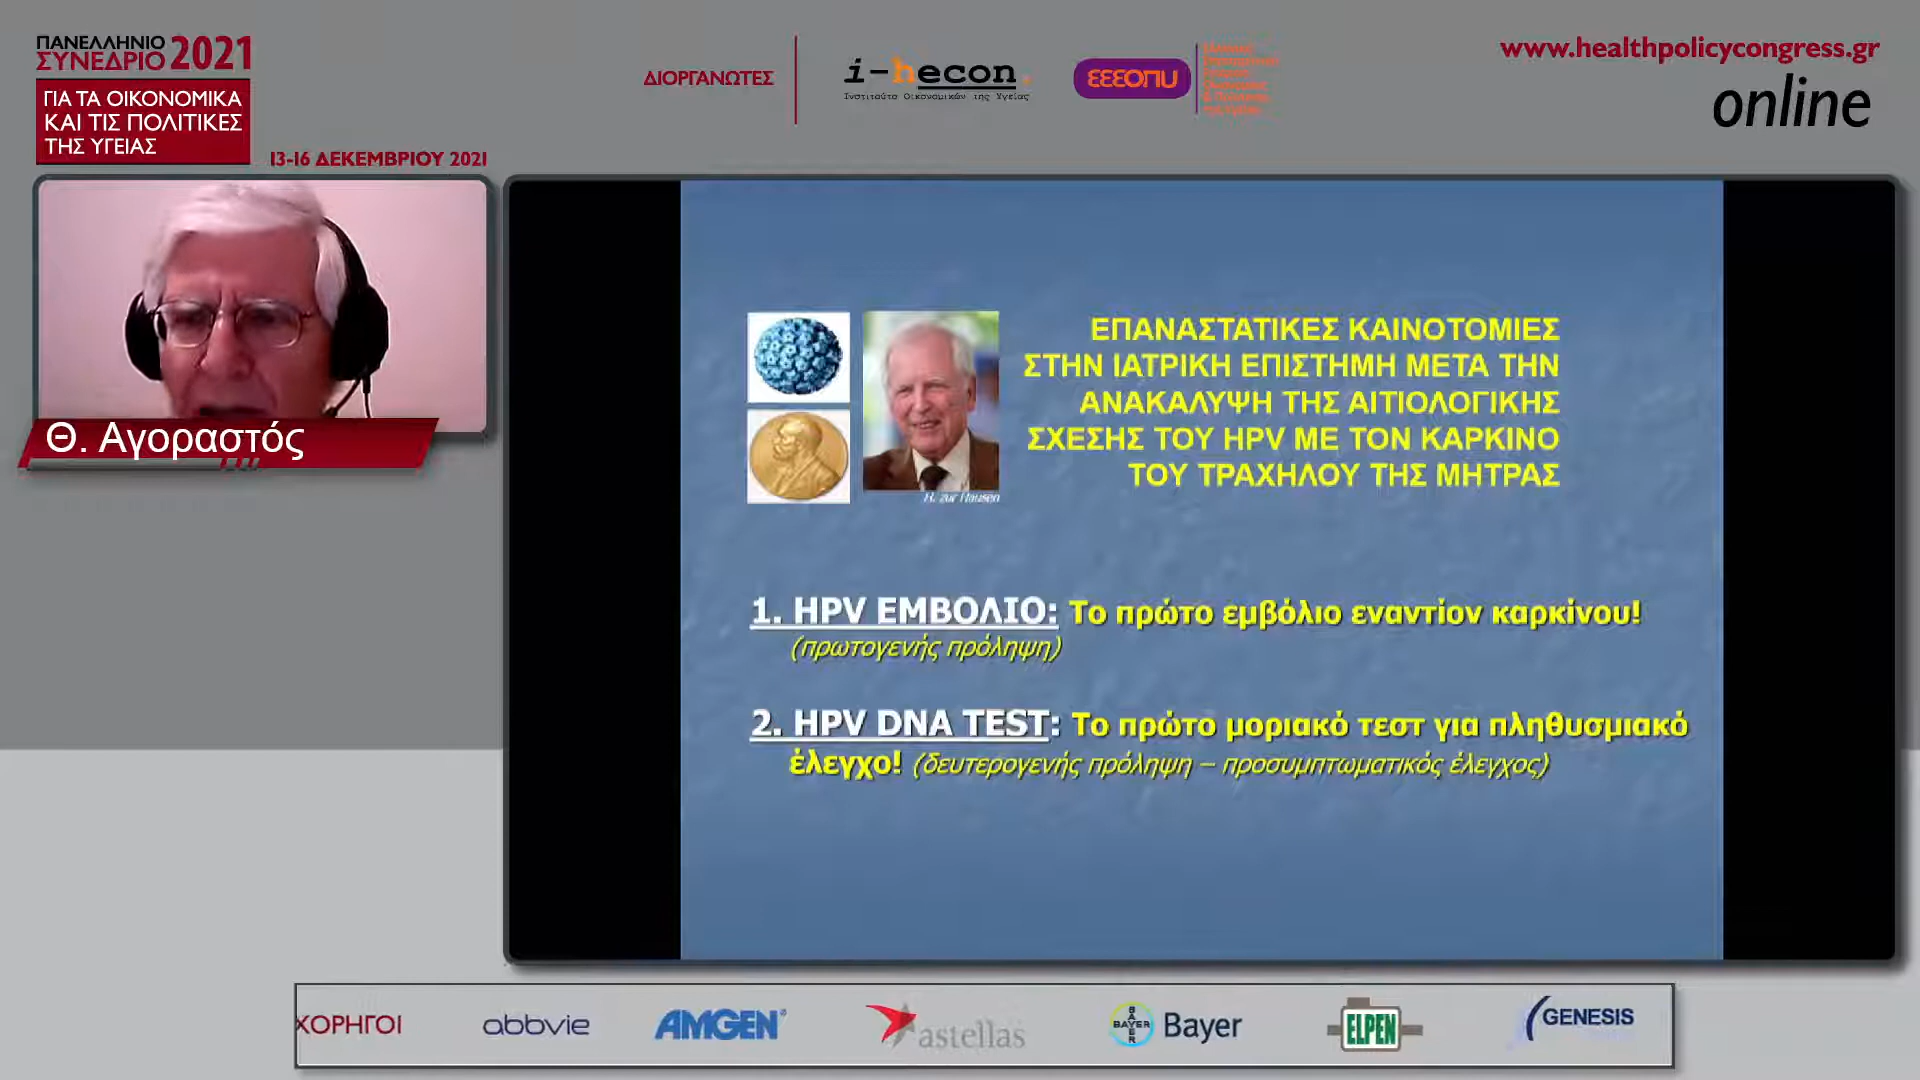 ΠΑΝΕΛΛΗΝΙΟ
ΣΥΝΕΔΡΙΟ 2021
ΓΙΑ ΤΑ ΟΙΚΟΝΟΜΙΚΑ
ΚΑΙ ΤΙΣ ΠΟΛΙΤΙΚΕΣ
ΤΗΣ ΥΓΕΙΑΣ
13-16 ΔΕΚΕΜΒΡΙΟΥ 2021
ΔΙΟΡΓΑΝΩΤΕΣ
i-hecon.
Ινστιτούτο Οικονομικών της Υγείας
ΕΕΕΟΠΥ
www.healthpolicycongress.gr
online
Θ. Αγοραστός
ΕΠΑΝΑΣΤΑΤΙΚΕΣ ΚΑΙΝΟΤΟΜΙΕΣ
ΣΤΗΝ ΙΑΤΡΙΚΗ ΕΠΙΣΤΗΜΗ ΜΕΤΑ ΤΗΝ
ΑΝΑΚΑΛΥΨΗ ΤΗΣ ΑΙΤΙΟΛΟΓΙΚΗΣ
ΣΧΕΣΗΣ ΤΟΥ HPV ΜΕ ΤΟΝ ΚΑΡΚΙΝΟ
ΤΟΥ ΤΡΑΧΗΛΟΥ ΤΗΣ ΜΗΤΡΑΣ
H. zur Hausen
1. HPV ΕΜΒΟΛΙΟ: Το πρώτο εμβόλιο εναντίον καρκίνου!
(πρωτογενής πρόληψη)
2. HPV DNA TEST: Το πρώτο μοριακό τεστ για πληθυσμιακό
έλεγχο! (δευτερογενής πρόληψη – προσυμπτωματικός έλεγχος)
ΧΟΡΗΓΟΙ
abbvie
AMGEN®
astellas
BAYER
BAYER
Bayer
ELPEN
GENESIS